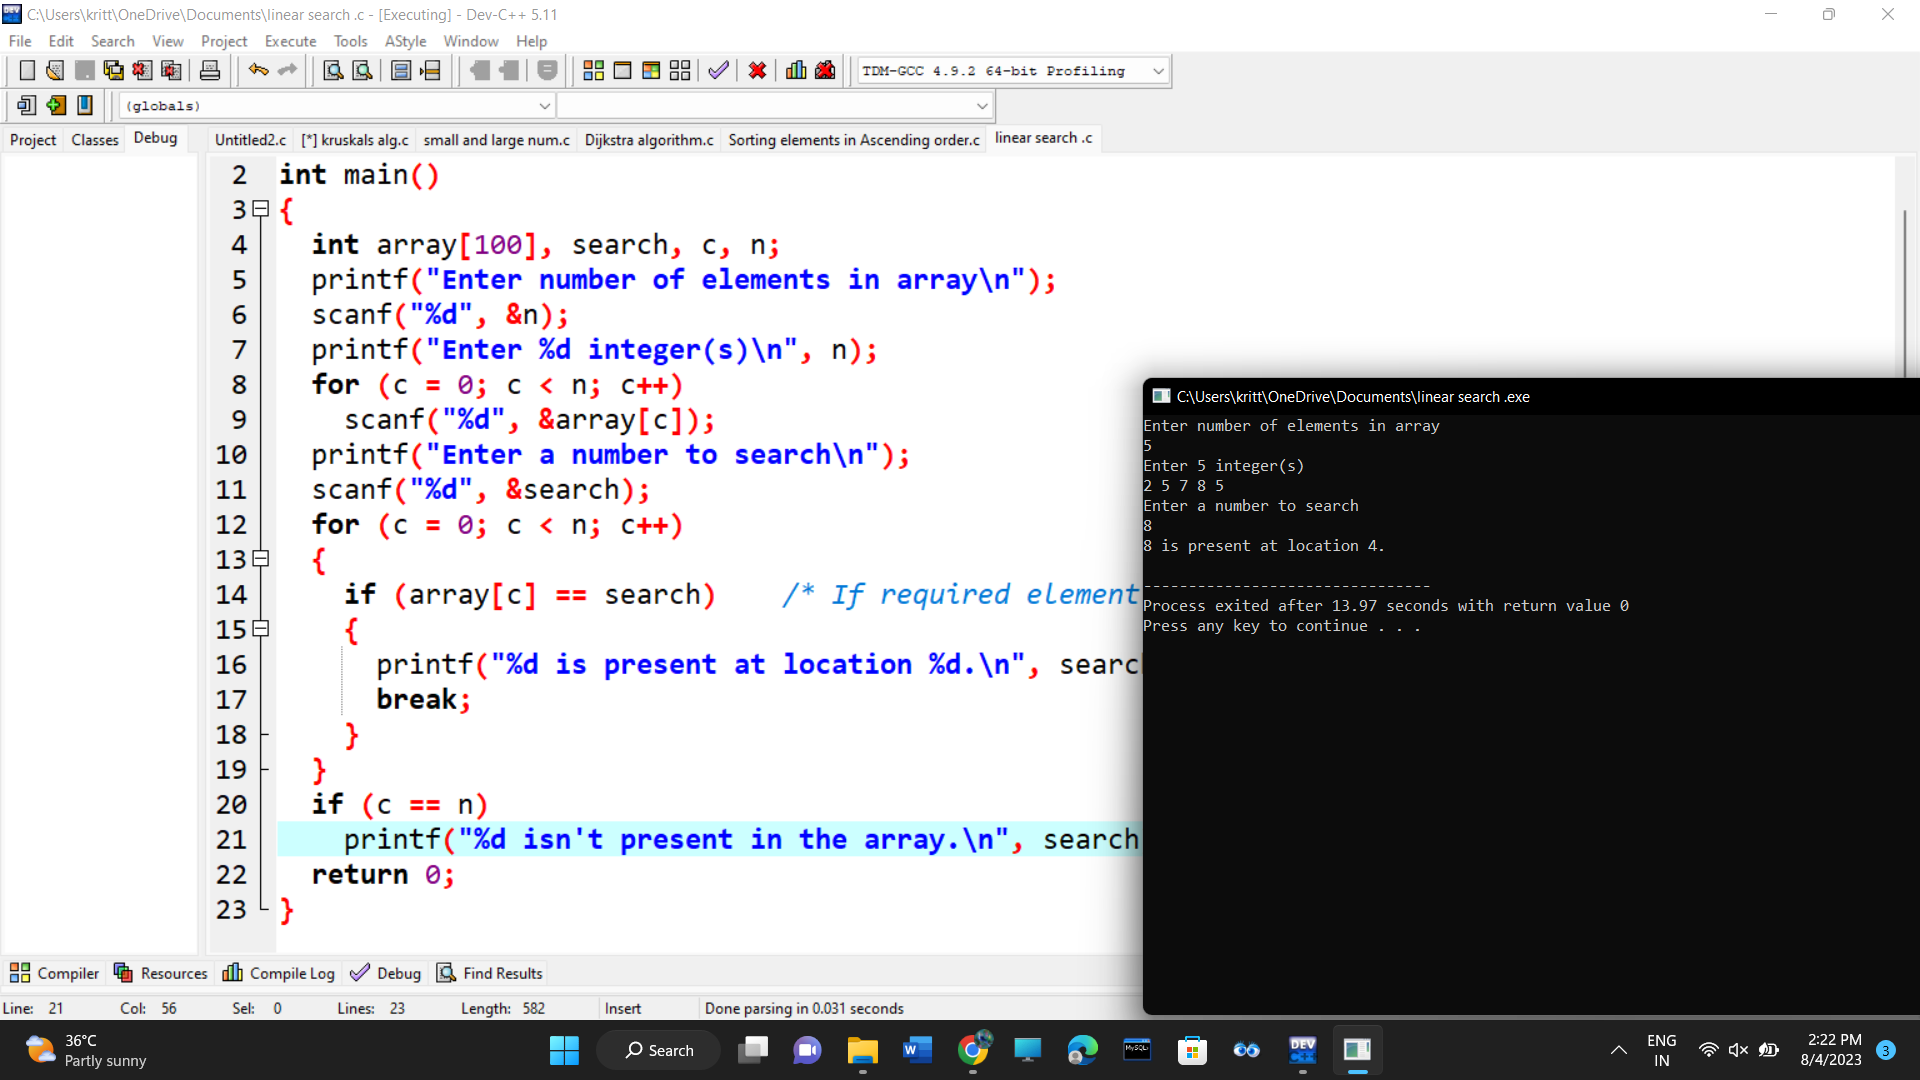 C:\Users\kritt\OneDrive\Documents\linear search .c - [Executing] - Dev-C++ 5.11
File Edit Search View Project Execute Tools AStyle Window Help
TDM-GCC 4.9.2 64-bit Profiling
(globals)
Project Classes Debug
Untitled2.c [*] kruskals alg.c small and large num.c Dijkstra algorithm.c Sorting elements in Ascending order.c linear search .c
2 int main()
3 {
4 int array[100], search, c, n;
5 printf("Enter number of elements in array\n");
6 scanf("%d", &n);
7 printf("Enter %d integer(s)\n", n);
8 for (c = 0; c < n; c++)
9 scanf("%d", &array[c]);
10 printf("Enter a number to search\n");
11 scanf("%d", &search);
12 for (c = 0; c < n; c++)
13 {
14 if (array[c] == search) /* If required element
15 {
16 printf("%d is present at location %d.\n", searc
17 break;
18 }
19 }
20 if (c == n)
21 printf("%d isn't present in the array.\n", search
22 return 0;
23 }
C:\Users\kritt\OneDrive\Documents\linear search .exe
Enter number of elements in array
5
Enter 5 integer(s)
2 5 7 8 5
Enter a number to search
8
8 is present at location 4.
--------------------------------
Process exited after 13.97 seconds with return value 0
Press any key to continue . . .
Compiler Resources Compile Log Debug Find Results
Line: 21 Col: 56 Sel: 0 Lines: 23 Length: 582 Insert Done parsing in 0.031 seconds
36°C
Partly sunny
Search
W
MySQL
DEV
C++
ENG
IN
2:22 PM
8/4/2023
3